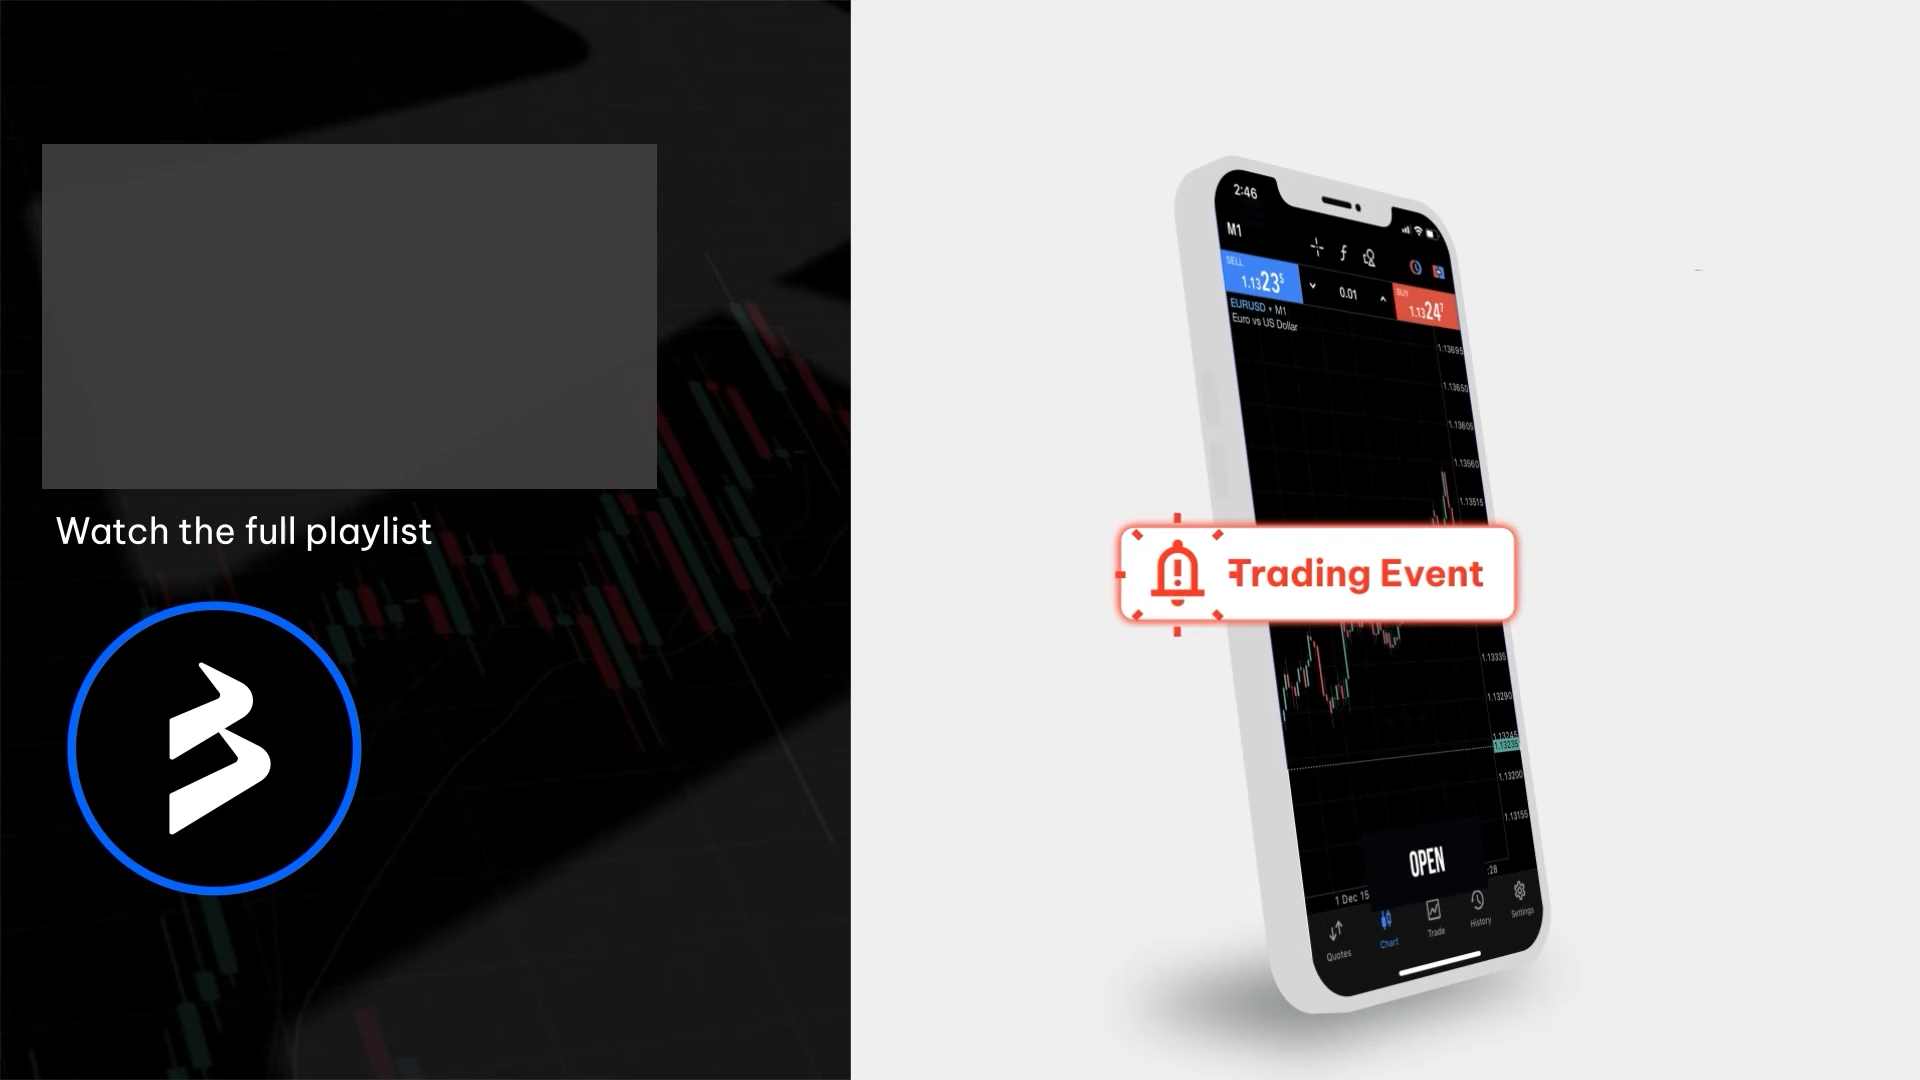 Watch the full playlist
2:46
M1
SELL
1.13235
0.01
BUY
1.13247
EURUSD • M1
Euro vs US Dollar
1.13695
1.13650
1.13605
1.13560
1.13515
Trading Event
1.13335
1.13290
1.13245
1.13235
1.13200
1.13155
OPEN
1 Dec 15
:28
Quotes
Chart
Trade
History
Settings